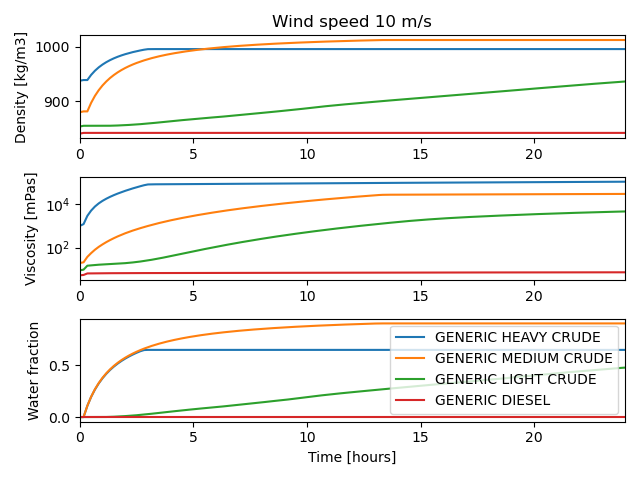 Wind speed 10 m/s
Density [kg/m3]
1000
900
0 5 10 15 20
Viscosity [mPas]
10^4
10^2
0 5 10 15 20
Water fraction
0.5
0.0
GENERIC HEAVY CRUDE
GENERIC MEDIUM CRUDE
GENERIC LIGHT CRUDE
GENERIC DIESEL
0 5 10 15 20
Time [hours]